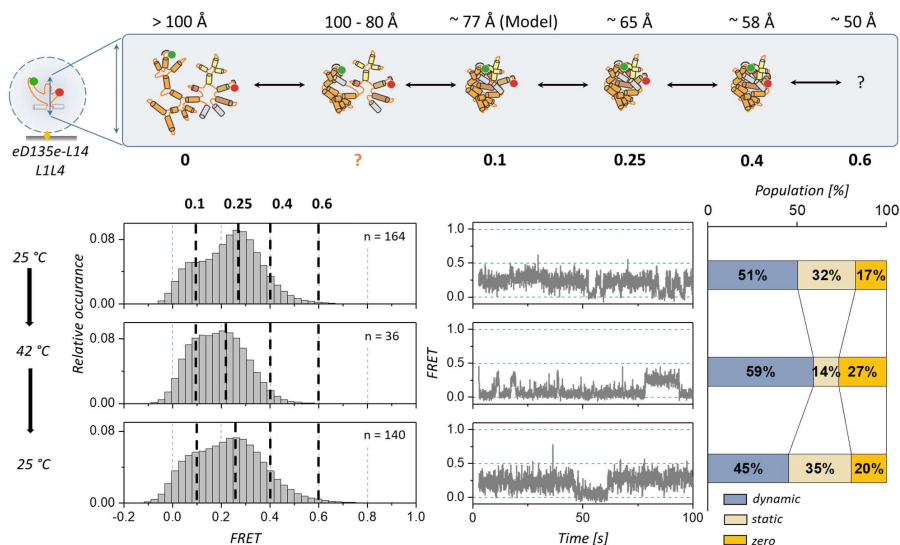 > 100 Å
100 - 80 Å
~ 77 Å (Model)
~ 65 Å
~ 58 Å
~ 50 Å
?
eD135e-L14
L1L4
0
?
0.1
0.25
0.4
0.6
Population [%]
0
50
100
0.1
0.25
0.4
0.6
25 °C
42 °C
25 °C
Relative occurance
0.08
0.00
n = 164
0.08
0.00
n = 36
0.08
0.00
n = 140
-0.2
0.0
0.2
0.4
0.6
0.8
1.0
FRET
FRET
1.0
0.5
0.0
1.0
0.5
0.0
1.0
0.5
0.0
0
50
100
Time [s]
51%
32%
17%
59%
14%
27%
45%
35%
20%
dynamic
static
zero